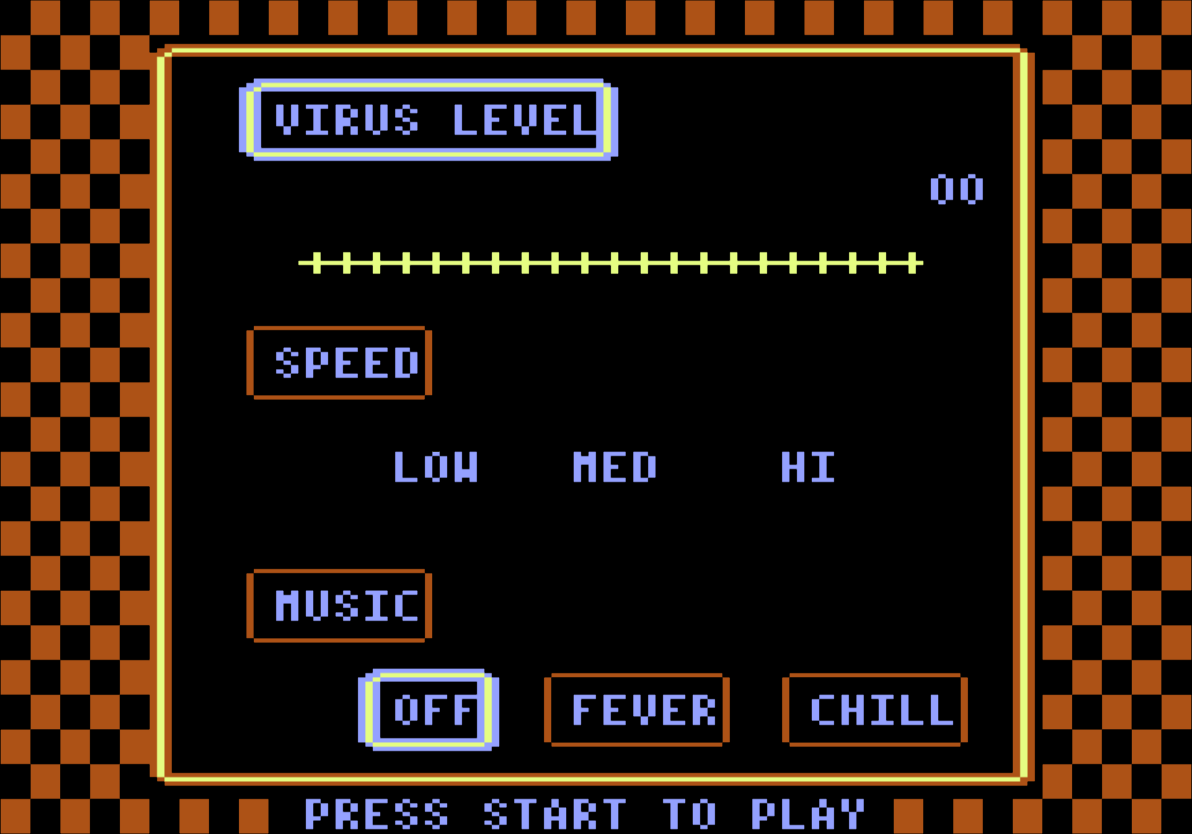 VIRUS LEVEL
00
SPEED
LOW MED HI
MUSIC
OFF FEVER CHILL
PRESS START TO PLAY